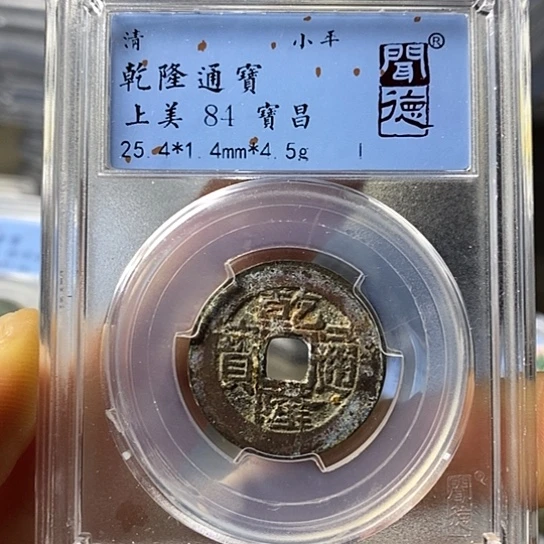 清 小平
乾隆通寶
上美 84 寶昌
25.4*1.4mm*4.5g
聞德®
乾隆通寶